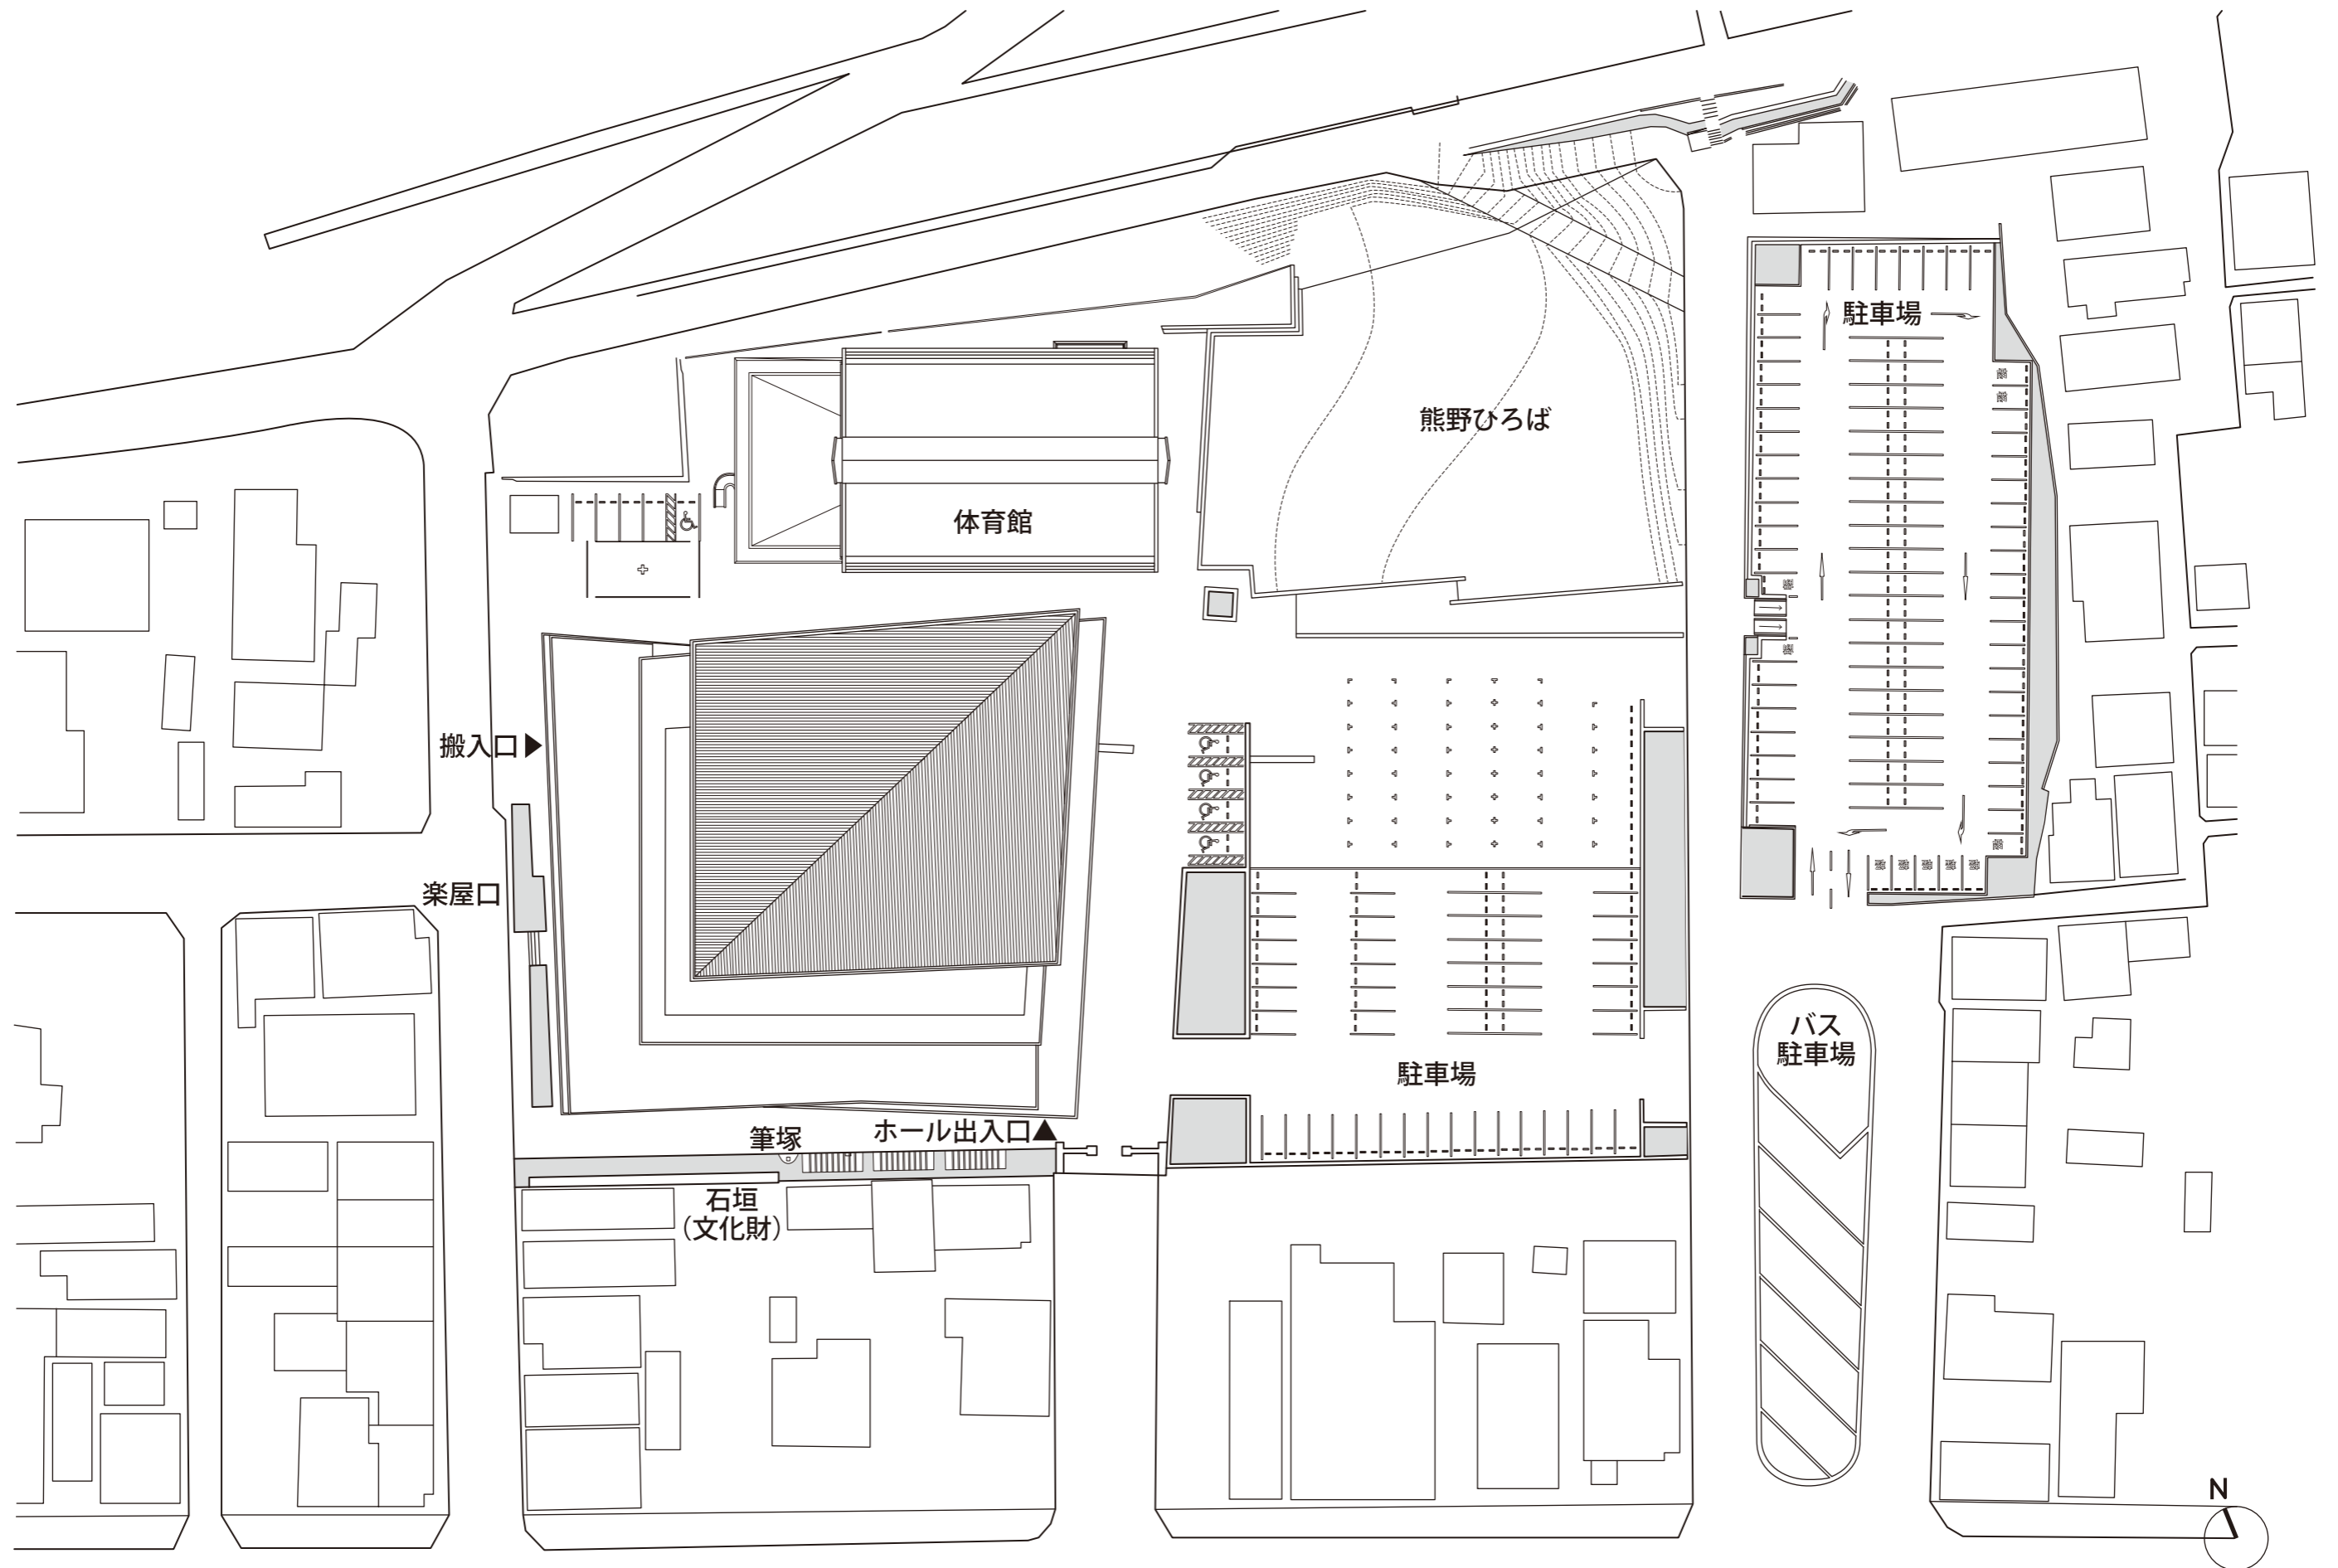 駐車場
熊野ひろば
体育館
搬入口
楽屋口
バス
駐車場
駐車場
ホール出入口
筆塚
石垣
（文化財）
N